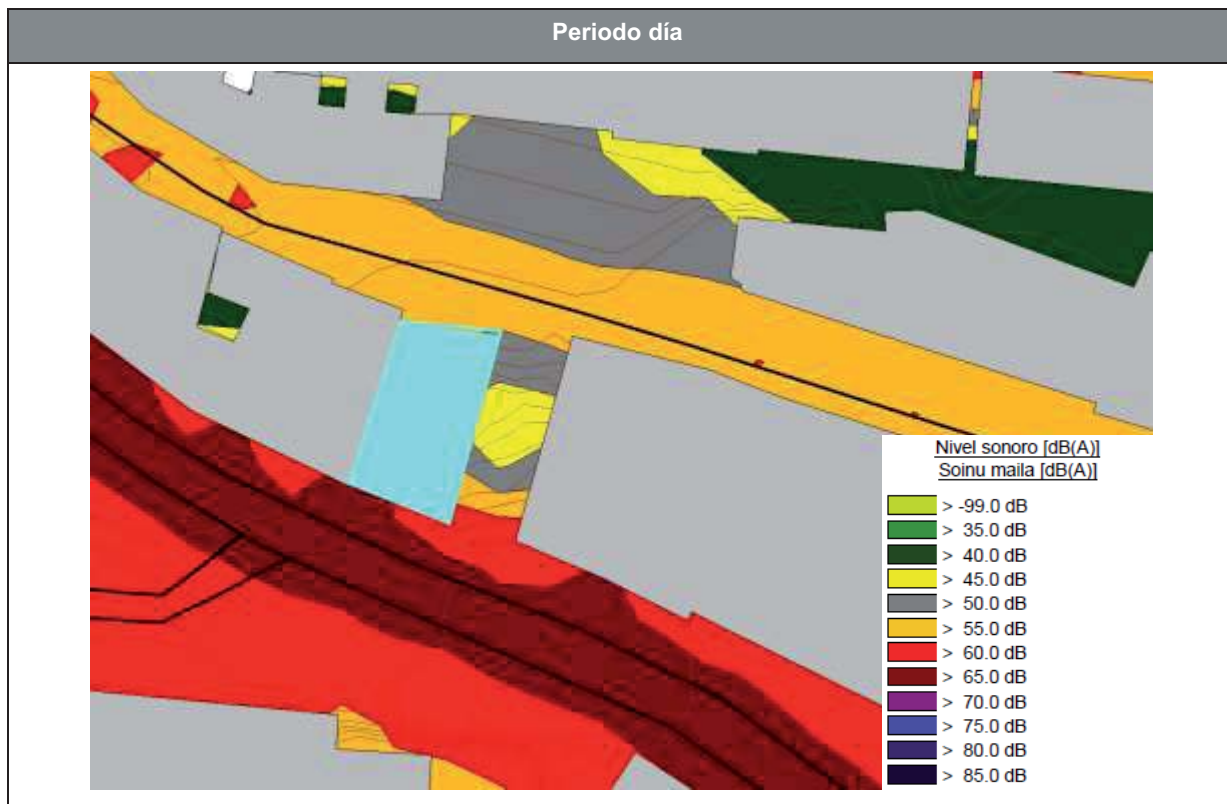 Periodo día
Nivel sonoro [dB(A)]
Soinu maila [dB(A)]
> -99.0 dB
> 35.0 dB
> 40.0 dB
> 45.0 dB
> 50.0 dB
> 55.0 dB
> 60.0 dB
> 65.0 dB
> 70.0 dB
> 75.0 dB
> 80.0 dB
> 85.0 dB